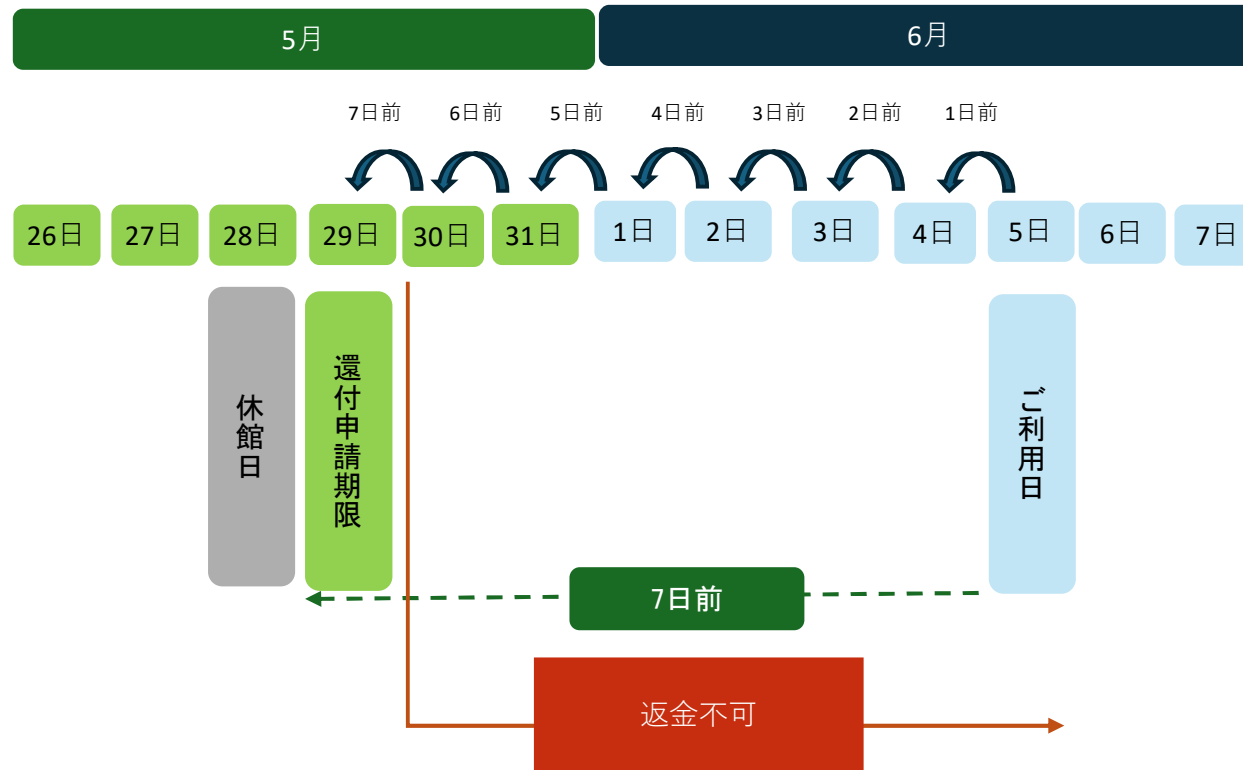 5月
6月
7日前
6日前
5日前
4日前
3日前
2日前
1日前
26日
27日
28日
29日
30日
31日
1日
2日
3日
4日
5日
6日
7日
休館日
還付申請期限
ご利用日
7日前
返金不可